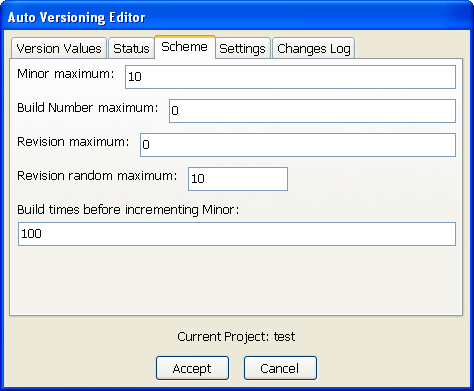 Auto Versioning Editor
Version Values Status Scheme Settings Changes Log
Minor maximum: 10
Build Number maximum: 0
Revision maximum: 0
Revision random maximum: 10
Build times before incrementing Minor:
100
Current Project: test
Accept Cancel